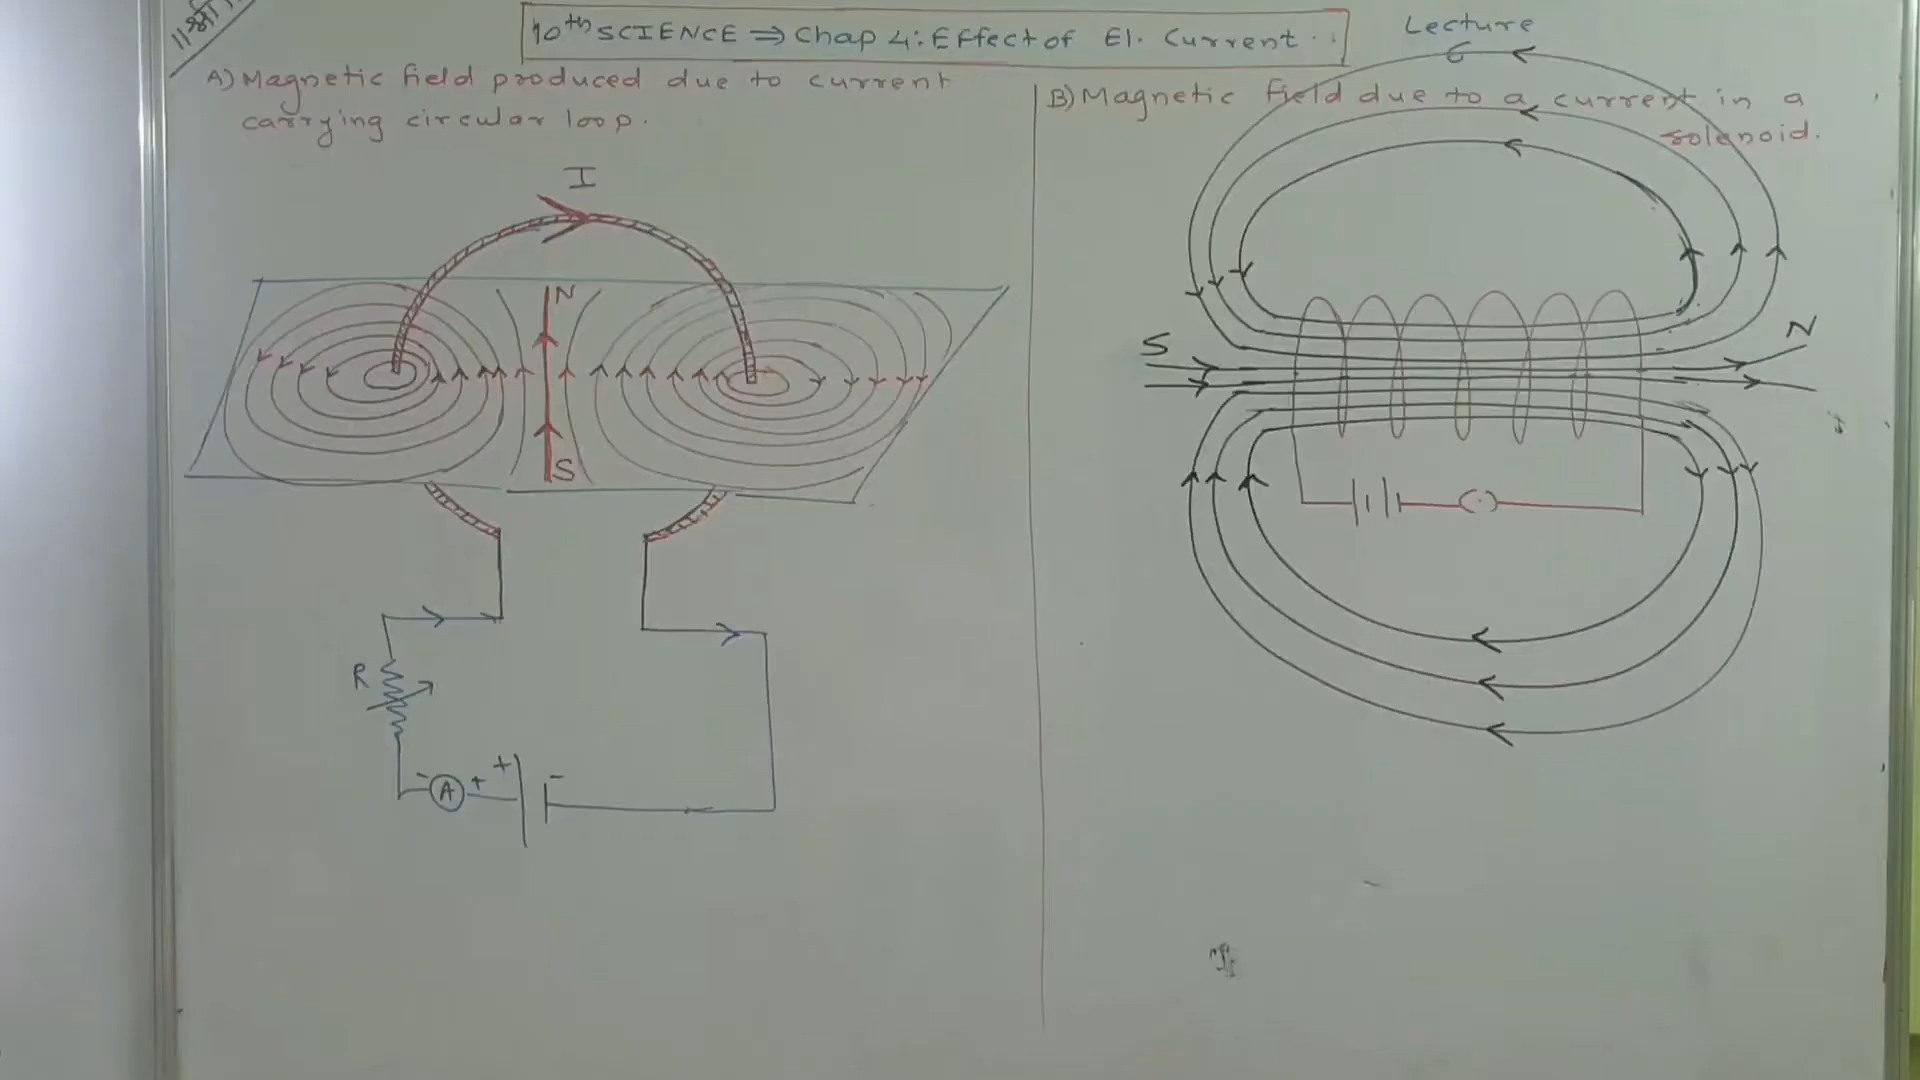 ॥श्री॥
10th SCIENCE ⇒ Chap 4: Effect of El. Current..
Lecture
6
A) Magnetic field produced due to current
carrying circular loop.
B) Magnetic field due to a current in a
solenoid.
I
N
S
S
N
R
- A + + -